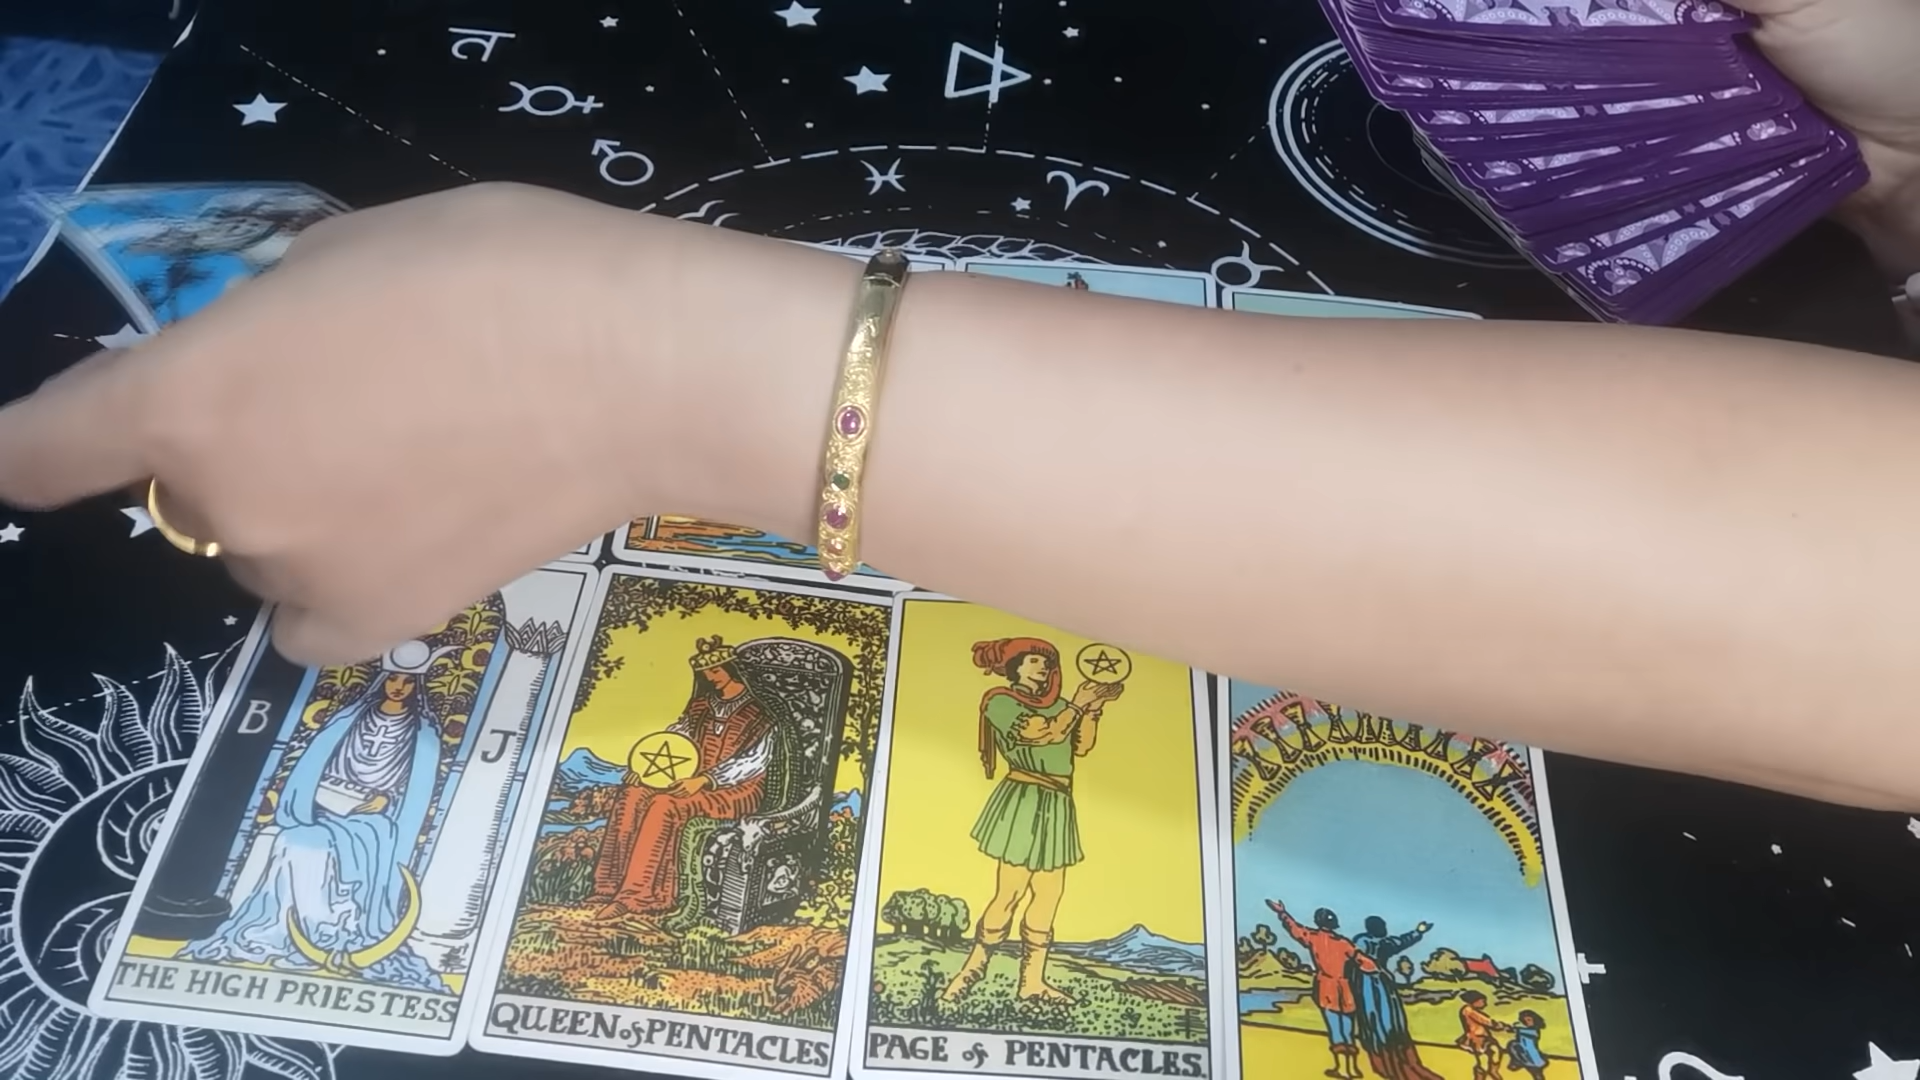 B
J
THE HIGH PRIESTESS
QUEEN of PENTACLES
PAGE of PENTACLES.